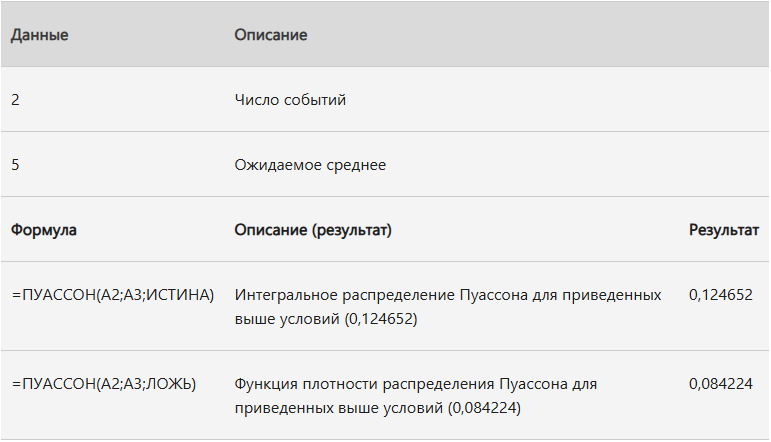 Данные Описание
2 Число событий
5 Ожидаемое среднее
Формула Описание (результат) Результат
=ПУАССОН(A2;A3;ИСТИНА) Интегральное распределение Пуассона для приведенных 0,124652
выше условий (0,124652)
=ПУАССОН(A2;A3;ЛОЖЬ) Функция плотности распределения Пуассона для 0,084224
приведенных выше условий (0,084224)